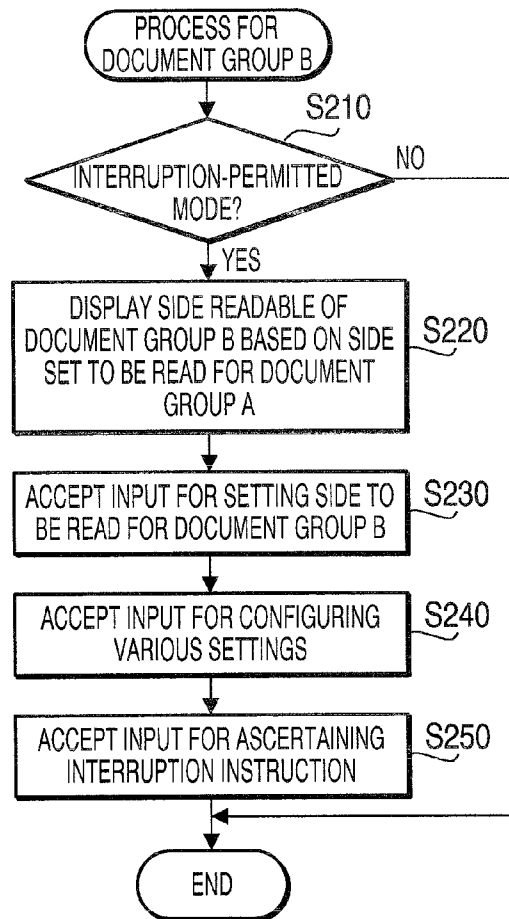 PROCESS FOR
DOCUMENT GROUP B
S210
INTERRUPTION-PERMITTED
MODE?
NO
YES
DISPLAY SIDE READABLE OF
DOCUMENT GROUP B BASED ON SIDE
SET TO BE READ FOR DOCUMENT
GROUP A
S220
ACCEPT INPUT FOR SETTING SIDE TO
BE READ FOR DOCUMENT GROUP B
S230
ACCEPT INPUT FOR CONFIGURING
VARIOUS SETTINGS
S240
ACCEPT INPUT FOR ASCERTAINING
INTERRUPTION INSTRUCTION
S250
END